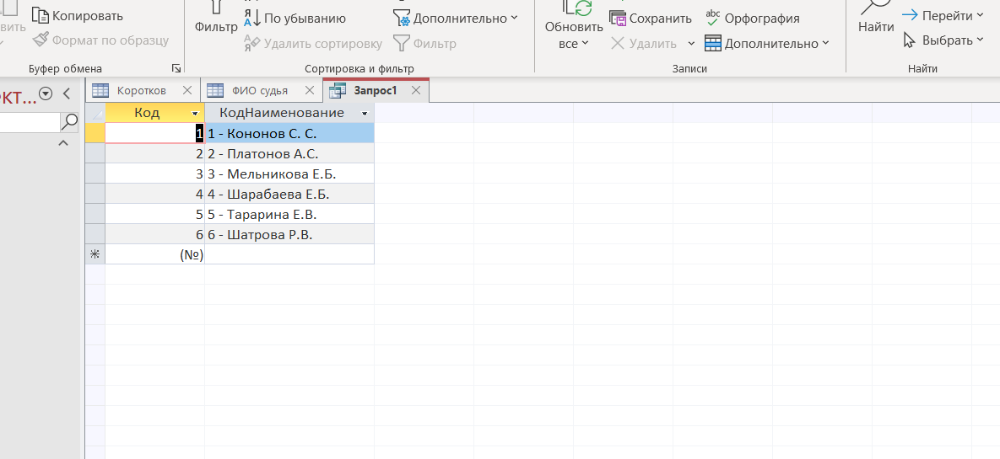 Копировать
Формат по образцу
Буфер обмена
Фильтр
По убыванию
Удалить сортировку
Дополнительно
Фильтр
Сортировка и фильтр
Обновить
все
Сохранить
Удалить
abc
Орфография
Дополнительно
Записи
Найти
Перейти
Выбрать
Найти
Коротков
ФИО судья
Запрос1
Код КодНаименование
1 1 - Кононов С. С.
2 2 - Платонов А.С.
3 3 - Мельникова Е.Б.
4 4 - Шарабаева Е.Б.
5 5 - Тарарина Е.В.
6 6 - Шатрова Р.В.
(№)